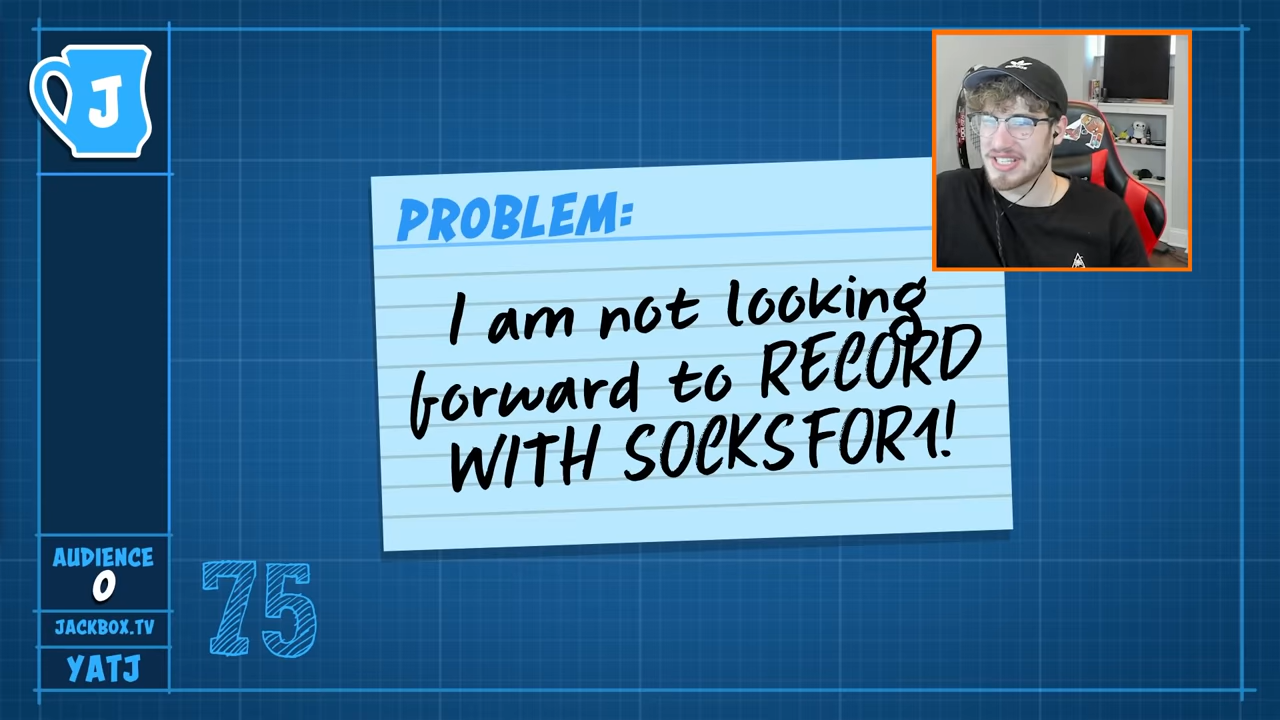 J
PROBLEM:
I am not looking
forward to RECORD
WITH SOCKSFOR1!
AUDIENCE
0
JACKBOX.TV
YATJ
75